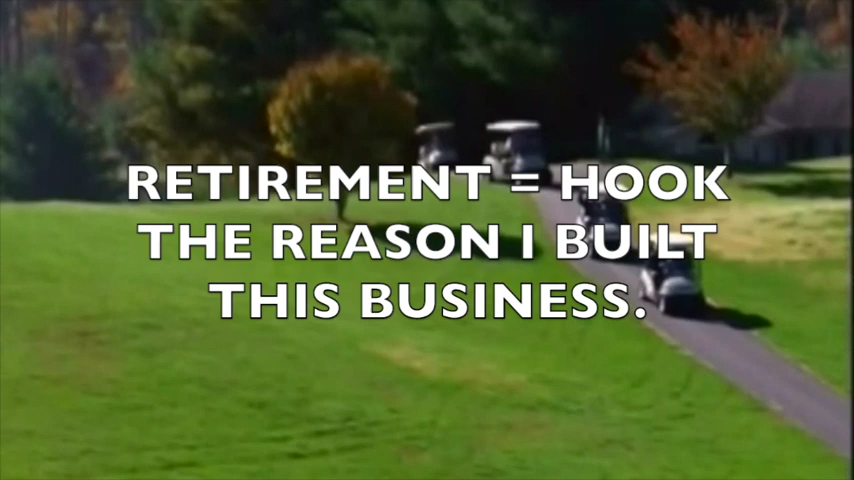 RETIREMENT = HOOK
THE REASON I BUILT
THIS BUSINESS.